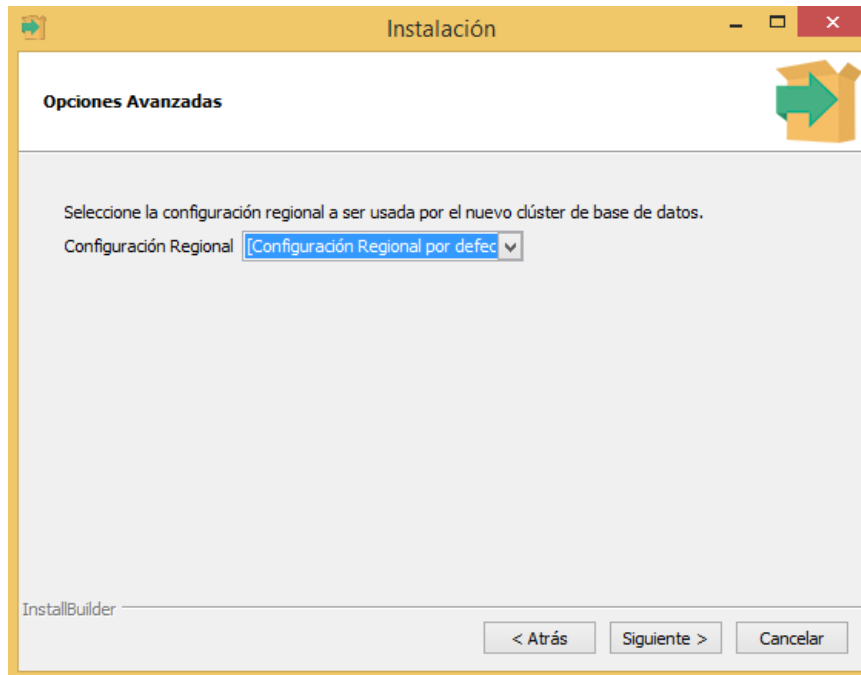 Instalación
Opciones Avanzadas
Seleccione la configuración regional a ser usada por el nuevo clúster de base de datos.
Configuración Regional [Configuración Regional por defec
InstallBuilder
< Atrás Siguiente > Cancelar